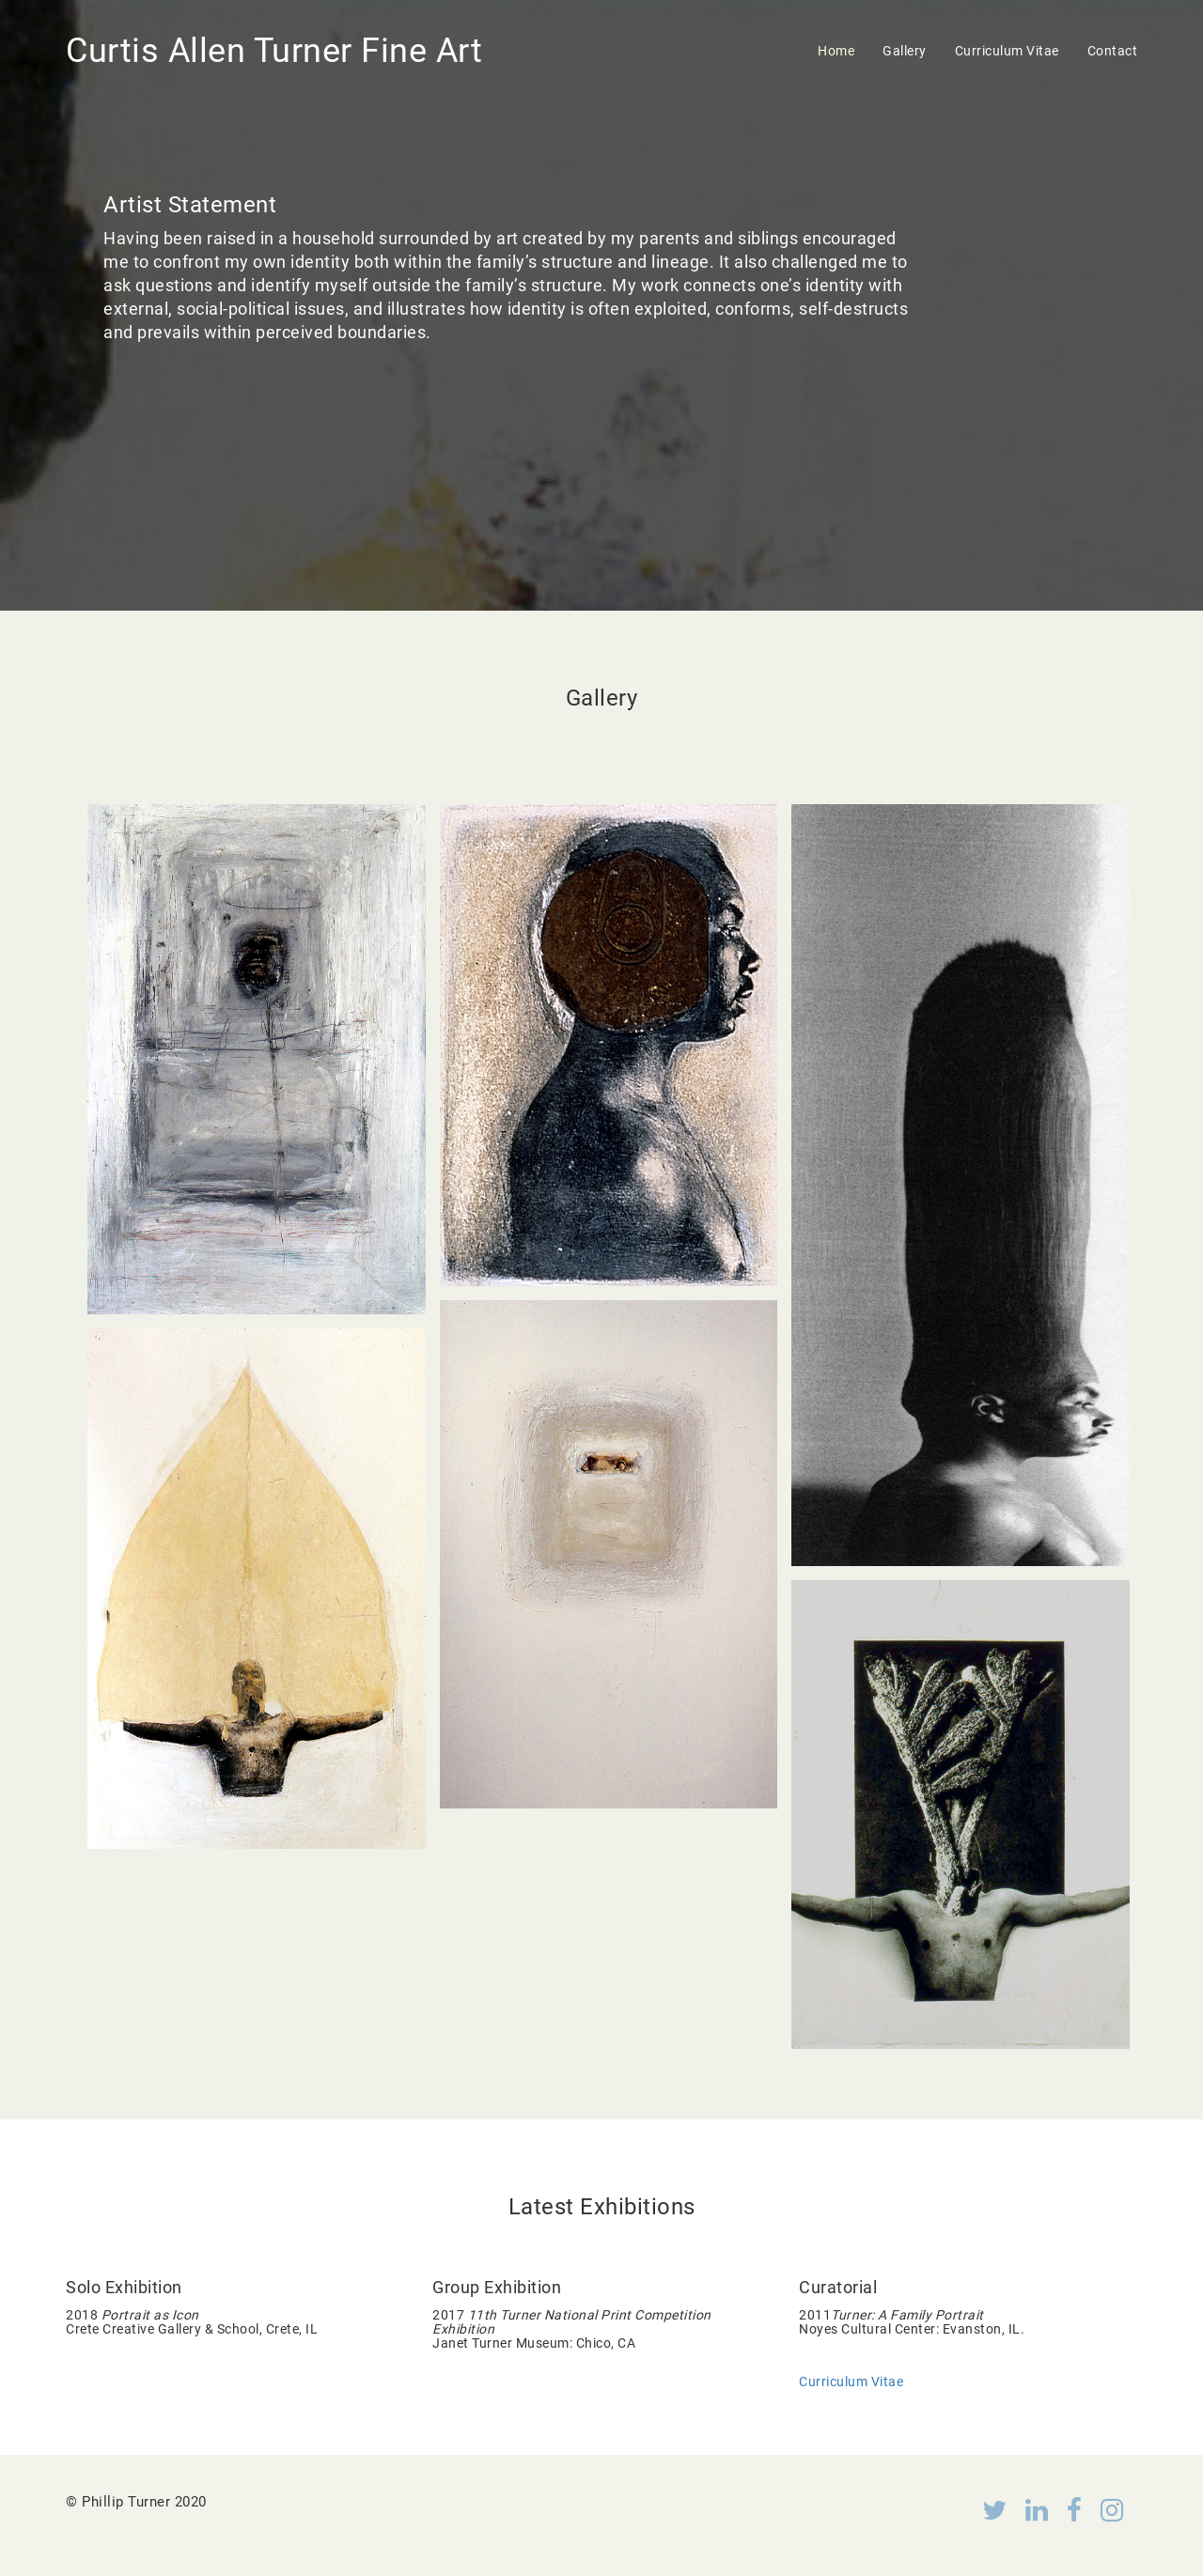 Curtis Allen Turner Fine Art
Home Gallery Curriculum Vitae Contact
Artist Statement
Having been raised in a household surrounded by art created by my parents and siblings encouraged
me to confront my own identity both within the family’s structure and lineage. It also challenged me to
ask questions and identify myself outside the family’s structure. My work connects one’s identity with
external, social-political issues, and illustrates how identity is often exploited, conforms, self-destructs
and prevails within perceived boundaries.
Gallery
Latest Exhibitions
Solo Exhibition
2018 Portrait as Icon
Crete Creative Gallery & School, Crete, IL
Group Exhibition
2017 11th Turner National Print Competition
Exhibition
Janet Turner Museum: Chico, CA
Curatorial
2011Turner: A Family Portrait
Noyes Cultural Center: Evanston, IL.
Curriculum Vitae
© Phillip Turner 2020